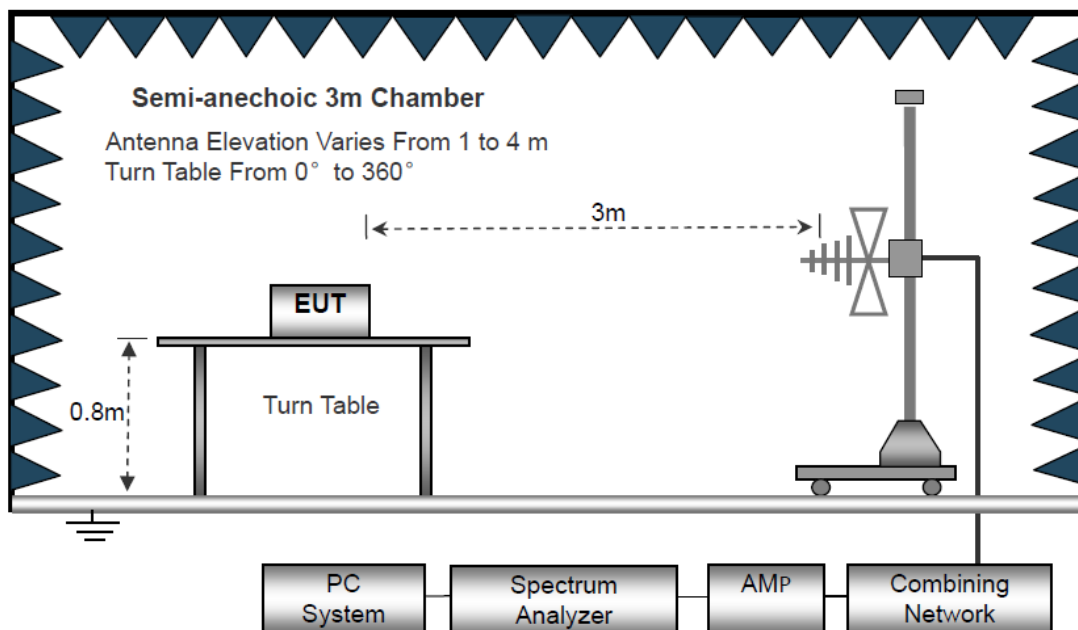 Semi-anechoic 3m Chamber
Antenna Elevation Varies From 1 to 4 m
Turn Table From 0° to 360°
3m
EUT
0.8m
Turn Table
PC
System
Spectrum
Analyzer
AMP
Combining
Network